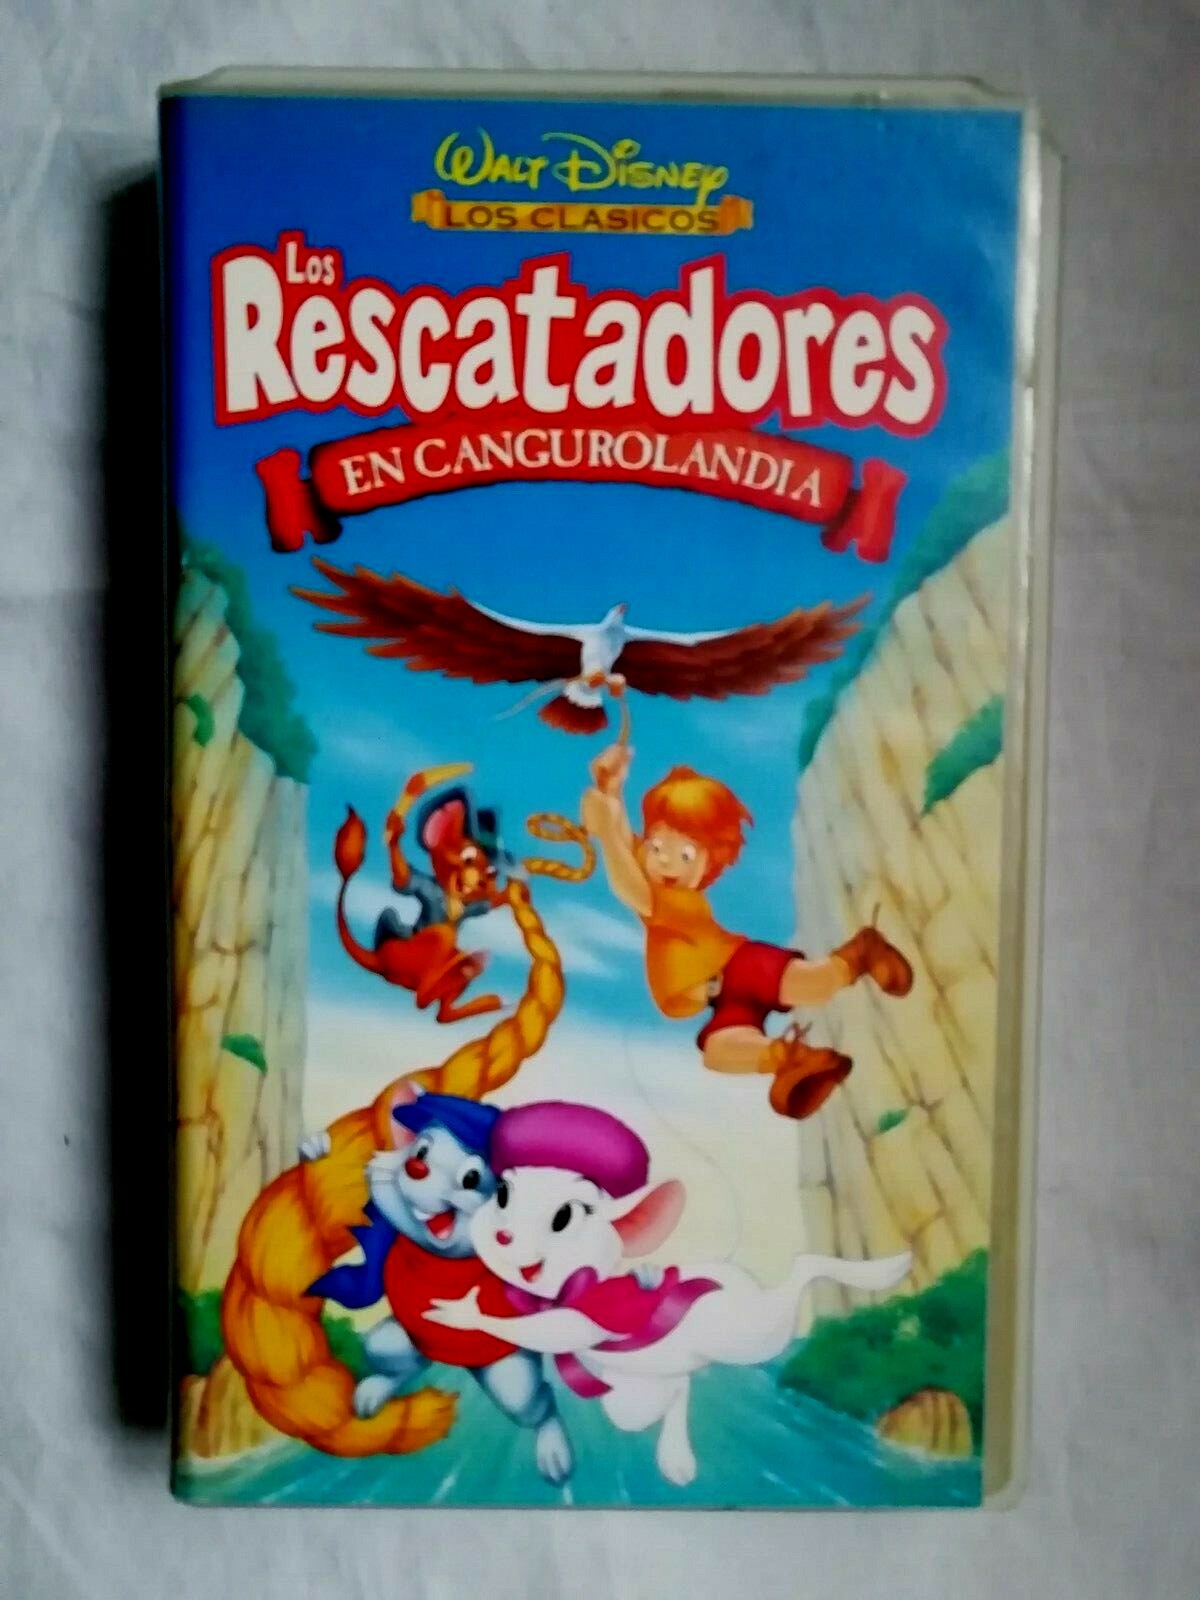 WALT DISNEY
LOS CLASICOS
Los
Rescatadores
EN CANGUROLANDIA